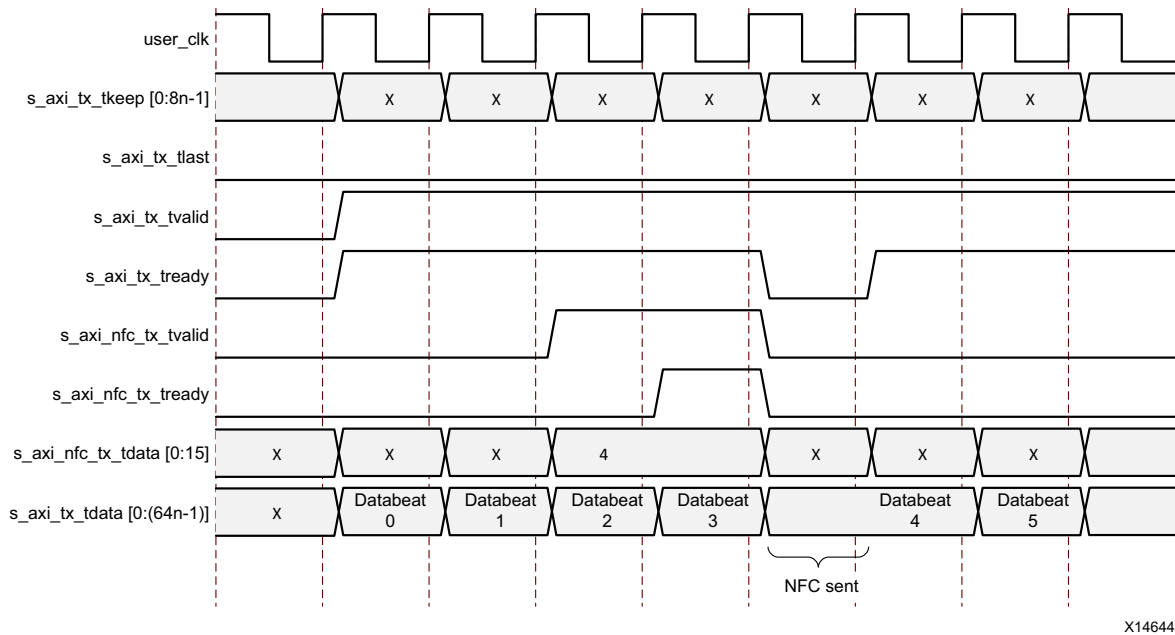 user_clk
s_axi_tx_tkeep [0:8n-1] X X X X X X X
s_axi_tx_tlast
s_axi_tx_tvalid
s_axi_tx_tready
s_axi_nfc_tx_tvalid
s_axi_nfc_tx_tready
s_axi_nfc_tx_tdata [0:15] X X X 4 X X X
s_axi_tx_tdata [0:(64n-1)] X Databeat 0 Databeat 1 Databeat 2 Databeat 3 Databeat 4 Databeat 5
NFC sent
X14644